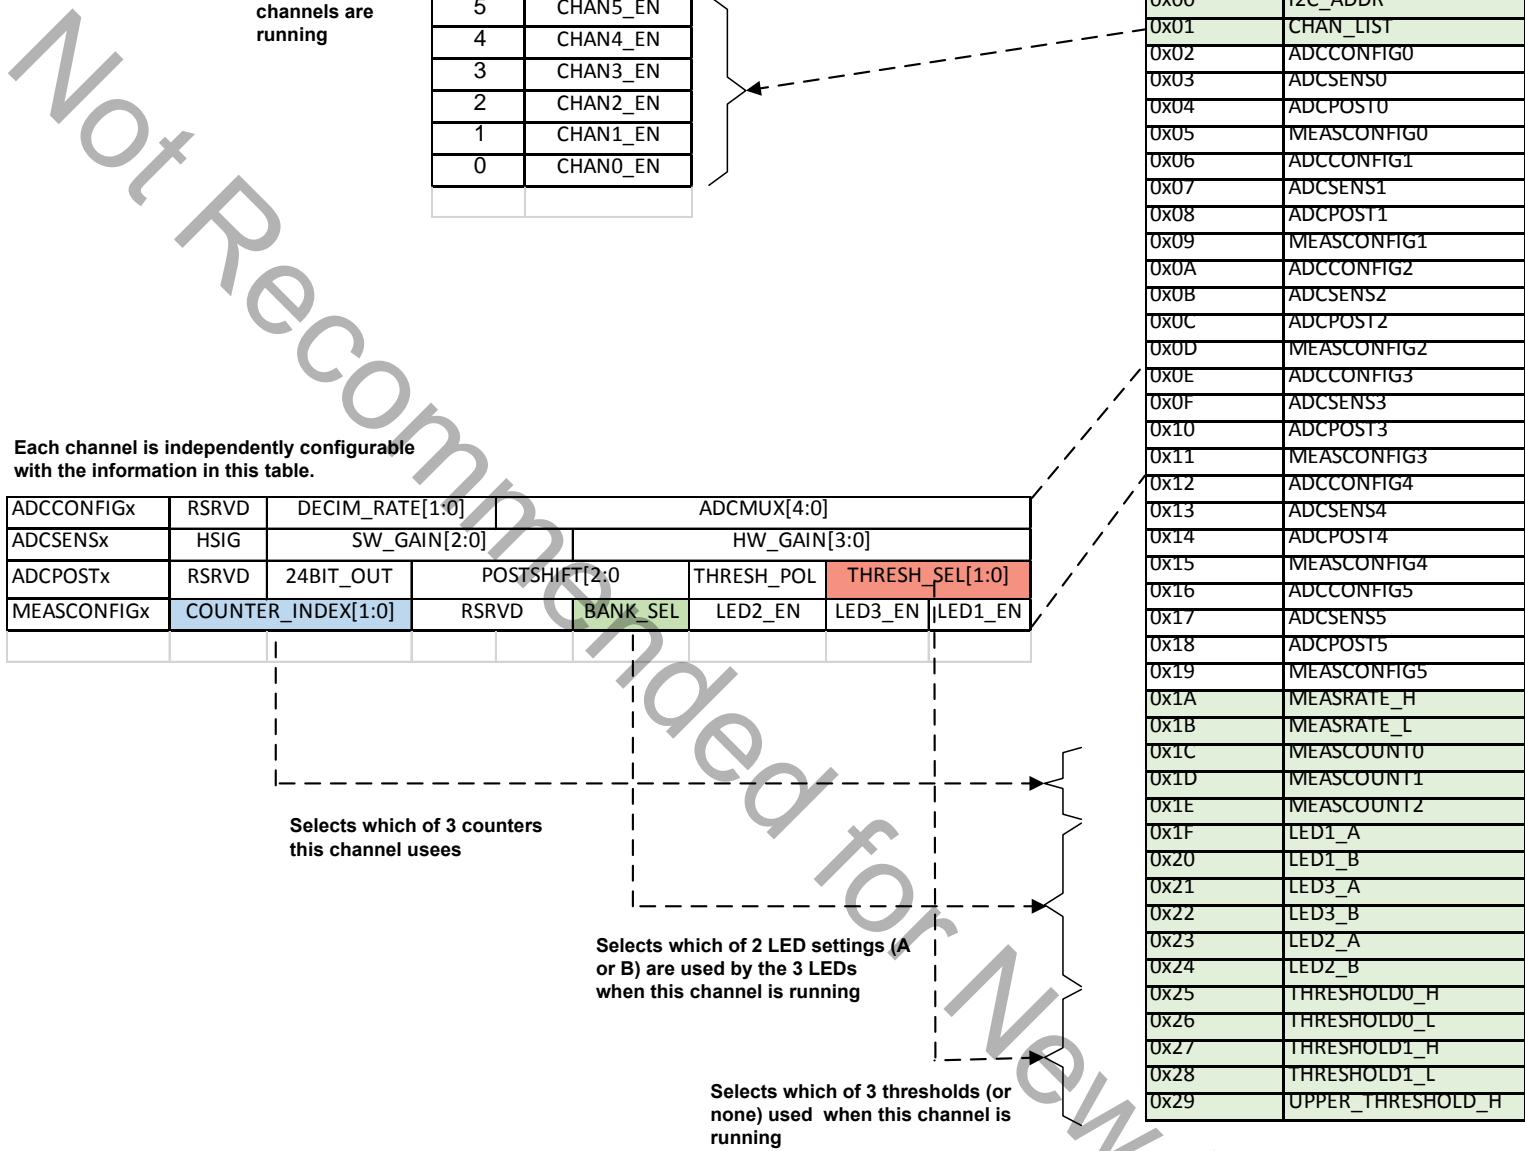 channels are
running
5 CHAN5_EN
4 CHAN4_EN
3 CHAN3_EN
2 CHAN2_EN
1 CHAN1_EN
0 CHAN0_EN
Each channel is independently configurable
with the information in this table.
ADCCONFIGx RSRVD DECIM_RATE[1:0] ADCMUX[4:0]
ADCSENSx HSIG SW_GAIN[2:0] HW_GAIN[3:0]
ADCPOSTx RSRVD 24BIT_OUT POSTSHIFT[2:0 THRESH_POL THRESH_SEL[1:0]
MEASCONFIGx COUNTER_INDEX[1:0] RSRVD BANK_SEL LED2_EN LED3_EN LED1_EN
Selects which of 3 counters
this channel usees
Selects which of 2 LED settings (A
or B) are used by the 3 LEDs
when this channel is running
Selects which of 3 thresholds (or
none) used when this channel is
running
0x00 I2C_ADDR
0x01 CHAN_LIST
0x02 ADCCONFIG0
0x03 ADCSENS0
0x04 ADCPOST0
0x05 MEASCONFIG0
0x06 ADCCONFIG1
0x07 ADCSENS1
0x08 ADCPOST1
0x09 MEASCONFIG1
0x0A ADCCONFIG2
0x0B ADCSENS2
0x0C ADCPOST2
0x0D MEASCONFIG2
0x0E ADCCONFIG3
0x0F ADCSENS3
0x10 ADCPOST3
0x11 MEASCONFIG3
0x12 ADCCONFIG4
0x13 ADCSENS4
0x14 ADCPOST4
0x15 MEASCONFIG4
0x16 ADCCONFIG5
0x17 ADCSENS5
0x18 ADCPOST5
0x19 MEASCONFIG5
0x1A MEASRATE_H
0x1B MEASRATE_L
0x1C MEASCOUNT0
0x1D MEASCOUNT1
0x1E MEASCOUNT2
0x1F LED1_A
0x20 LED1_B
0x21 LED3_A
0x22 LED3_B
0x23 LED2_A
0x24 LED2_B
0x25 THRESHOLD0_H
0x26 THRESHOLD0_L
0x27 THRESHOLD1_H
0x28 THRESHOLD1_L
0x29 UPPER_THRESHOLD_H
Not Recommended for New